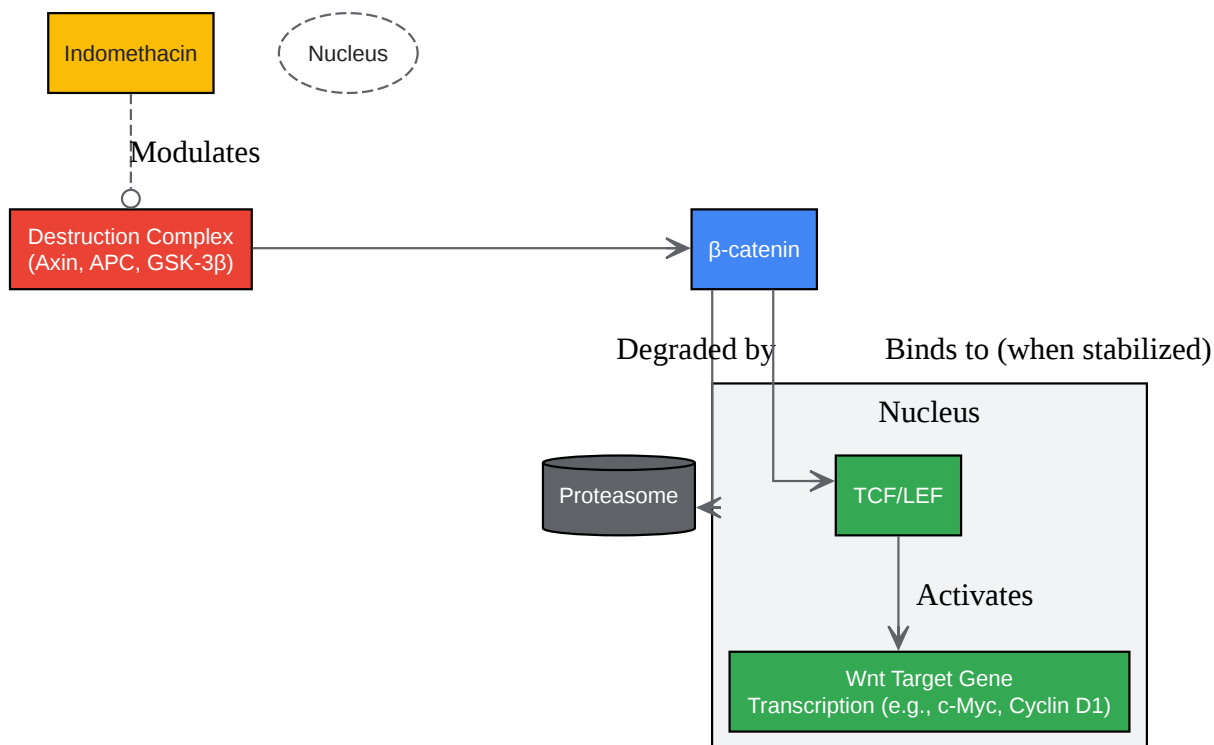 Indomethacin
Nucleus
Modulates
Destruction Complex
(Axin, APC, GSK-3β)
β-catenin
Degraded by
Binds to (when stabilized)
Nucleus
Proteasome
TCF/LEF
Activates
Wnt Target Gene
Transcription (e.g., c-Myc, Cyclin D1)